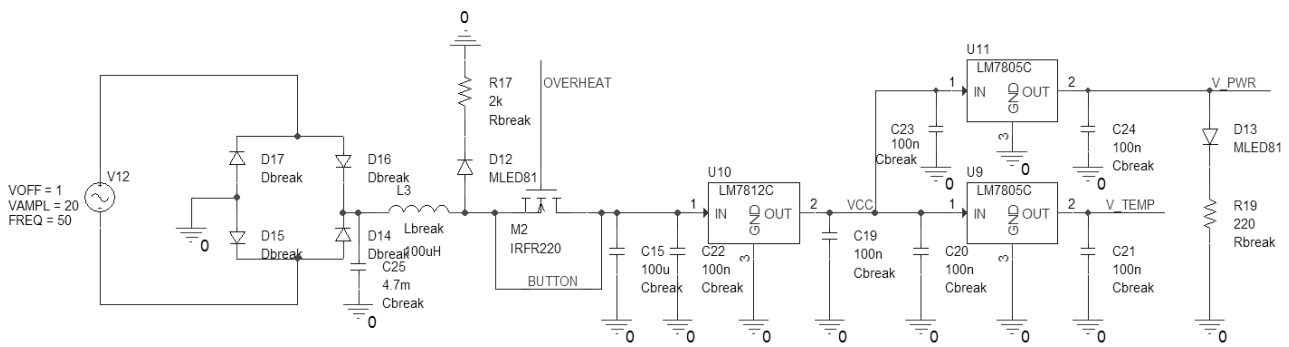 VOFF = 1
VAMPL = 20
FREQ = 50
V12
D17
Dbreak
D16
Dbreak
D15
Dbreak
D14
Dbreak
0
C25
4.7m
Cbreak
0
L3
Lbreak
100uH
0
R17
2k
Rbreak
D12
MLED81
OVERHEAT
M2
IRFR220
BUTTON
C15
100u
Cbreak
0
C22
100n
Cbreak
0
U10
LM7812C
1
IN
OUT
2
GND
3
0
VCC
C19
100n
Cbreak
0
C23
100n
Cbreak
0
U11
LM7805C
1
IN
OUT
2
GND
3
0
C24
100n
Cbreak
0
V_PWR
D13
MLED81
R19
220
Rbreak
0
C20
100n
Cbreak
0
U9
LM7805C
1
IN
OUT
2
GND
3
0
V_TEMP
C21
100n
Cbreak
0